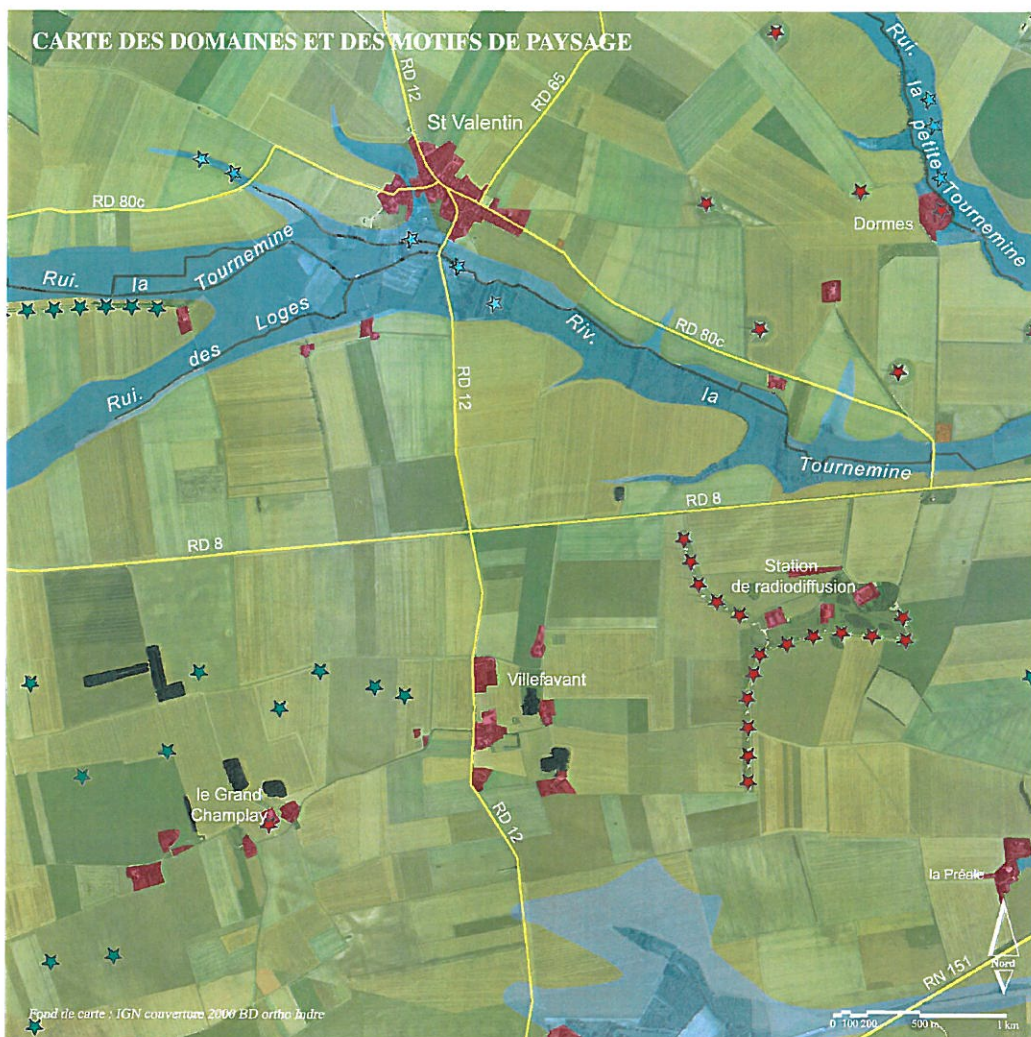 CARTE DES DOMAINES ET DES MOTIFS DE PAYSAGE
RD 12
RD 65
St Valentin
Rui. la petite Tournemine
RD 80c
Dormes
Rui. la Tournemine
Rui. des Loges
Riv. la Tournemine
RD 80c
RD 12
RD 8
RD 8
Station
de radiodiffusion
Villefavant
le Grand
Champlay
RD 12
la Préale
Nord
RN 151
Fond de carte : IGN couverture 2000 BD ortho Indre
0 100 200 500 m 1 km